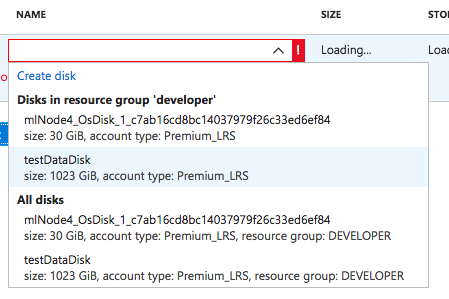 NAME SIZE STO
! Loading... Loa
Create disk
Disks in resource group 'developer'
mlNode4_OsDisk_1_c7ab16cd8bc14037979f26c33ed6ef84
size: 30 GiB, account type: Premium_LRS
testDataDisk
size: 1023 GiB, account type: Premium_LRS
All disks
mlNode4_OsDisk_1_c7ab16cd8bc14037979f26c33ed6ef84
size: 30 GiB, account type: Premium_LRS, resource group: DEVELOPER
testDataDisk
size: 1023 GiB, account type: Premium_LRS, resource group: DEVELOPER